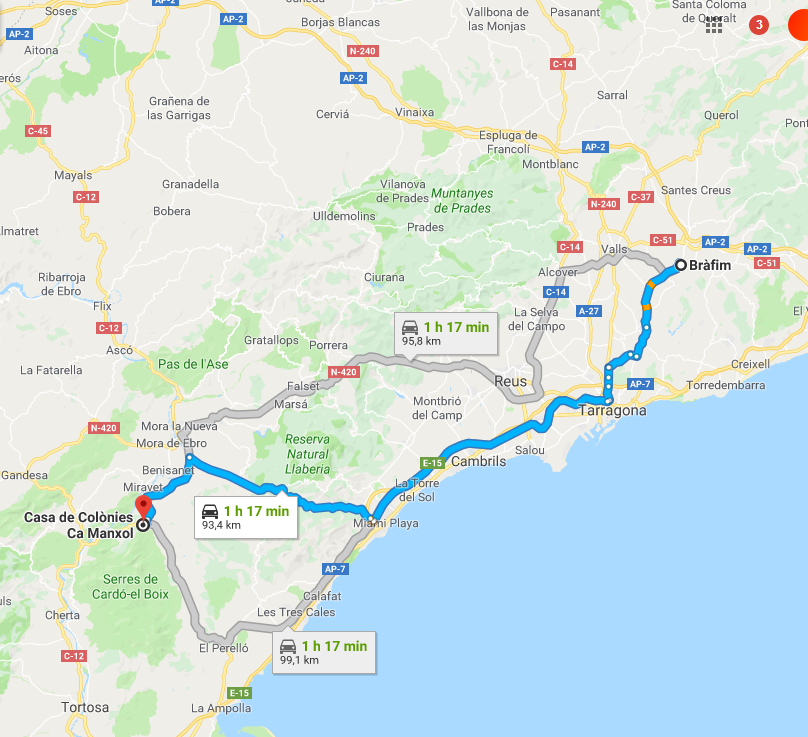 Soses
AP-2
Santa Coloma
de Queralt
Vallbona de
las Monjas
Pasanant
3
AP-2
AP-2
Borjas Blancas
Aitona
N-240
C-14
AP-2
Grañena de
las Garrigas
Sarral
Cerviá
Vinaixa
Querol
C-45
Espluga de
Francolí
AP-2
Montblanc
Mayals
C-12
Granadella
Vilanova
de Prades
Muntanyes
de Prades
Santes Creus
C-37
N-240
Bobera
Ulldemolins
Prades
C-14
Valls
C-51
AP-2
AP-2
C-51
Bràfim
Alcover
Ribarroja
de Ebro
Ciurana
C-14
Flix
La Selva
del Campo
A-27
C-12
1 h 17 min
95,8 km
Gratallops
Porrera
Ascó
Pas de l'Ase
Creixell
La Fatarella
N-420
Falset
Reus
AP-7
Torredembarra
Marsá
Montbrió
del Camp
Tarragona
N-420
Mora la Nueva
Mora de Ebro
Reserva
Natural
Llaberia
Salou
E-15
Cambrils
Gandesa
Benisanet
Miravet
La Torre
del Sol
1 h 17 min
93,4 km
Casa de Colònies
Ca Manxol
Miami Playa
AP-7
Serres de
Cardó-el Boix
Calafat
Les Tres Cales
Cherta
El Perelló
1 h 17 min
99,1 km
C-12
E-15
Tortosa
La Ampolla